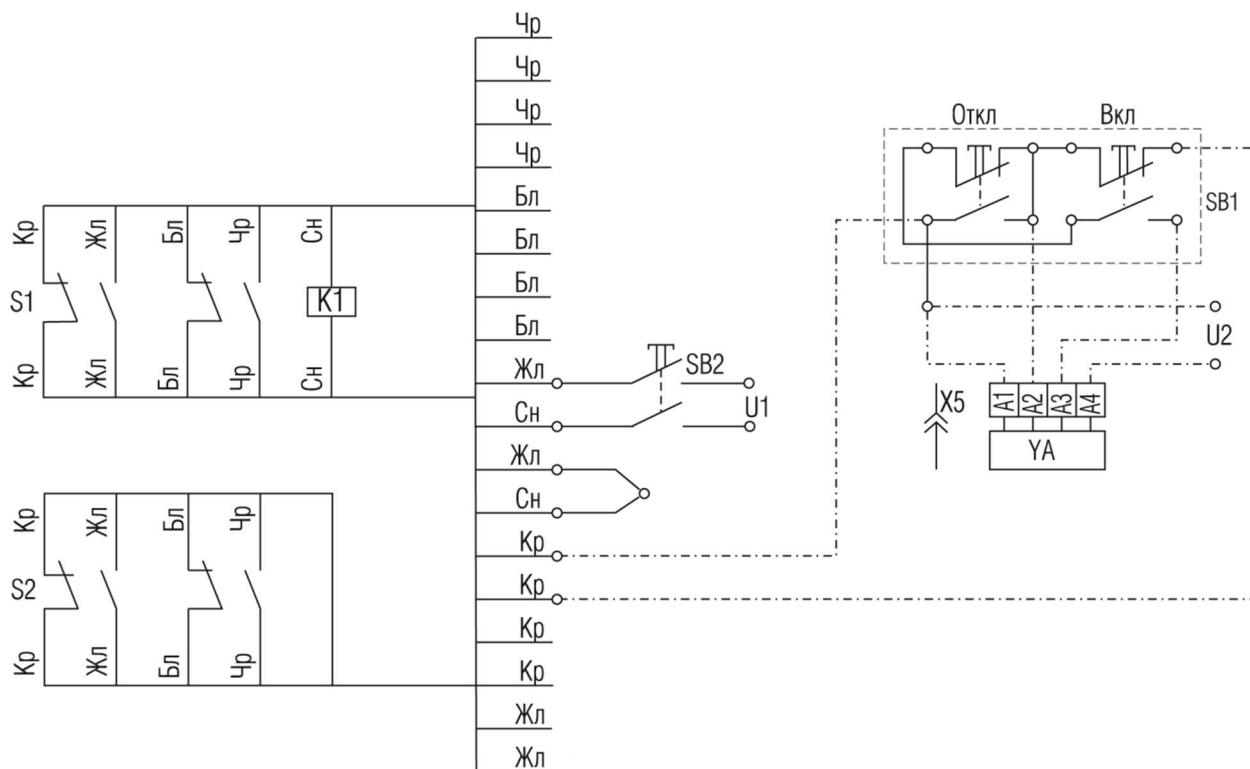 Чр
Чр
Чр
Чр
Бл
Бл
Бл
Бл
Жл
Сн
Жл
Сн
Кр
Кр
Кр
Кр
Жл
Жл
Кр Жл Бл Чр Сн
S1 K1
Кр Жл Бл Чр Сн
Кр Жл Бл Чр
S2
Кр Жл Бл Чр
SB2
U1
Откл Вкл
SB1
U2
X5
A1 A2 A3 A4
YA